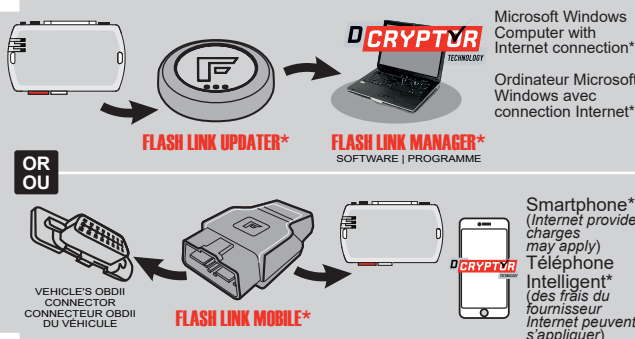 DCRYPTOR
TECHNOLOGY
Microsoft Windows
Computer with
Internet connection*
Ordinateur Microsoft
Windows avec
connection Internet*
FLASH LINK UPDATER*
FLASH LINK MANAGER*
SOFTWARE | PROGRAMME
OR
OU
VEHICLE'S OBDII
CONNECTOR
CONNECTEUR OBDII
DU VÉHICULE
FLASH LINK MOBILE*
DCRYPTOR
TECHNOLOGY
Smartphone*
(Internet provide
charges
may apply)
Téléphone
Intelligent*
(des frais du
fournisseur
Internet peuvent
s'appliquer)